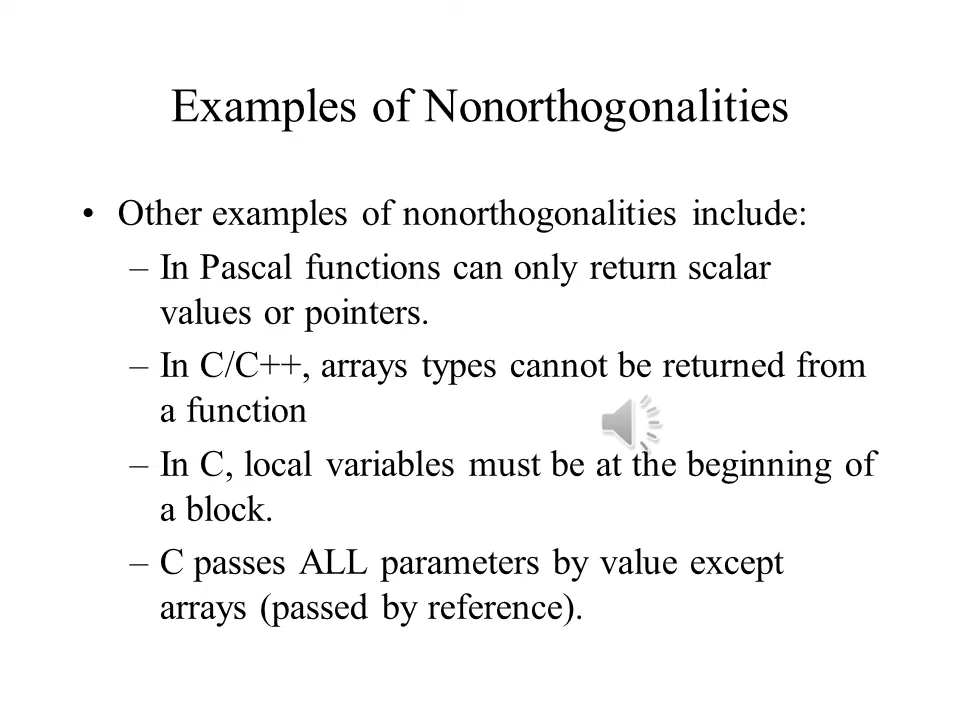 Examples of Nonorthogonalities
• Other examples of nonorthogonalities include:
– In Pascal functions can only return scalar
values or pointers.
– In C/C++, arrays types cannot be returned from
a function
– In C, local variables must be at the beginning of
a block.
– C passes ALL parameters by value except
arrays (passed by reference).